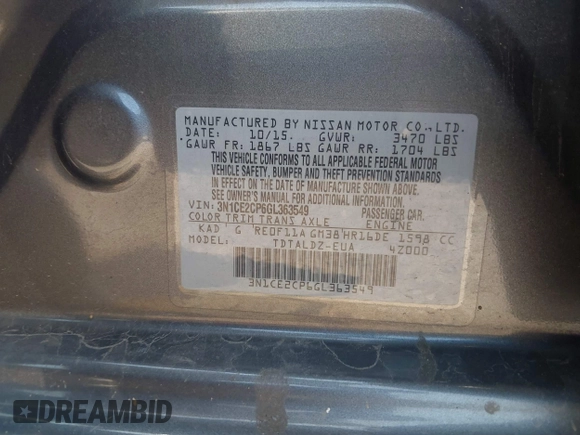 MANUFACTURED BY NISSAN MOTOR CO.,LTD.
DATE: 10/15. GVWR: 3470 LBS
GAWR FR: 1867 LBS GAWR RR: 1704 LBS
THIS VEHICLE CONFORMS TO ALL APPLICABLE FEDERAL MOTOR
VEHICLE SAFETY, BUMPER AND THEFT PREVENTION STANDARDS
IN EFFECT ON THE DATE OF MANUFACTURE SHOWN ABOVE.
SEE OWNER'S MANUAL FOR ADDITIONAL INFORMATION
VIN: 3N1CE2CP6GL363549 PASSENGER CAR.
COLOR TRIM TRANS AXLE ENGINE
KAD G RE0F11A GM38 HR16DE 1598 CC
MODEL: TDTALDZ-EUA 4Z000
3N1CE2CP6GL363549
DREAMBID